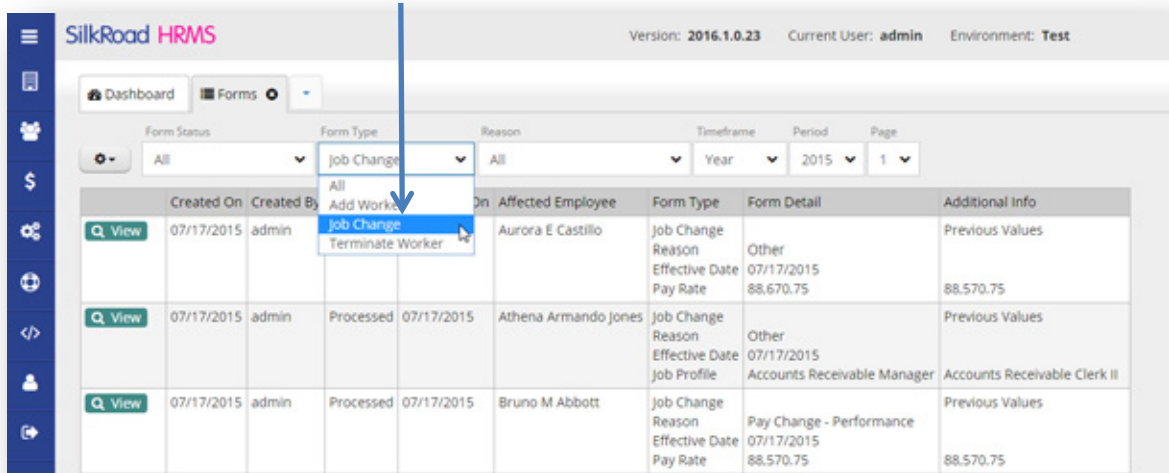 SilkRoad HRMS Version: 2016.1.0.23 Current User: admin Environment: Test
Dashboard Forms
Form Status Form Type Reason Timeframe Period Page
All Job Change All Year 2015 1
All
Add Worke
Job Change
Terminate Worker
Created On Created By On Affected Employee Form Type Form Detail Additional Info
View 07/17/2015 admin Aurora E Castillo Job Change Previous Values
Reason Other
Effective Date 07/17/2015
Pay Rate 88,670.75 88,570.75
View 07/17/2015 admin Processed 07/17/2015 Athena Armando Jones Job Change Previous Values
Reason Other
Effective Date 07/17/2015
Job Profile Accounts Receivable Manager Accounts Receivable Clerk II
View 07/17/2015 admin Processed 07/17/2015 Bruno M Abbott Job Change Previous Values
Reason Pay Change - Performance
Effective Date 07/17/2015
Pay Rate 88,570.75 88,570.75